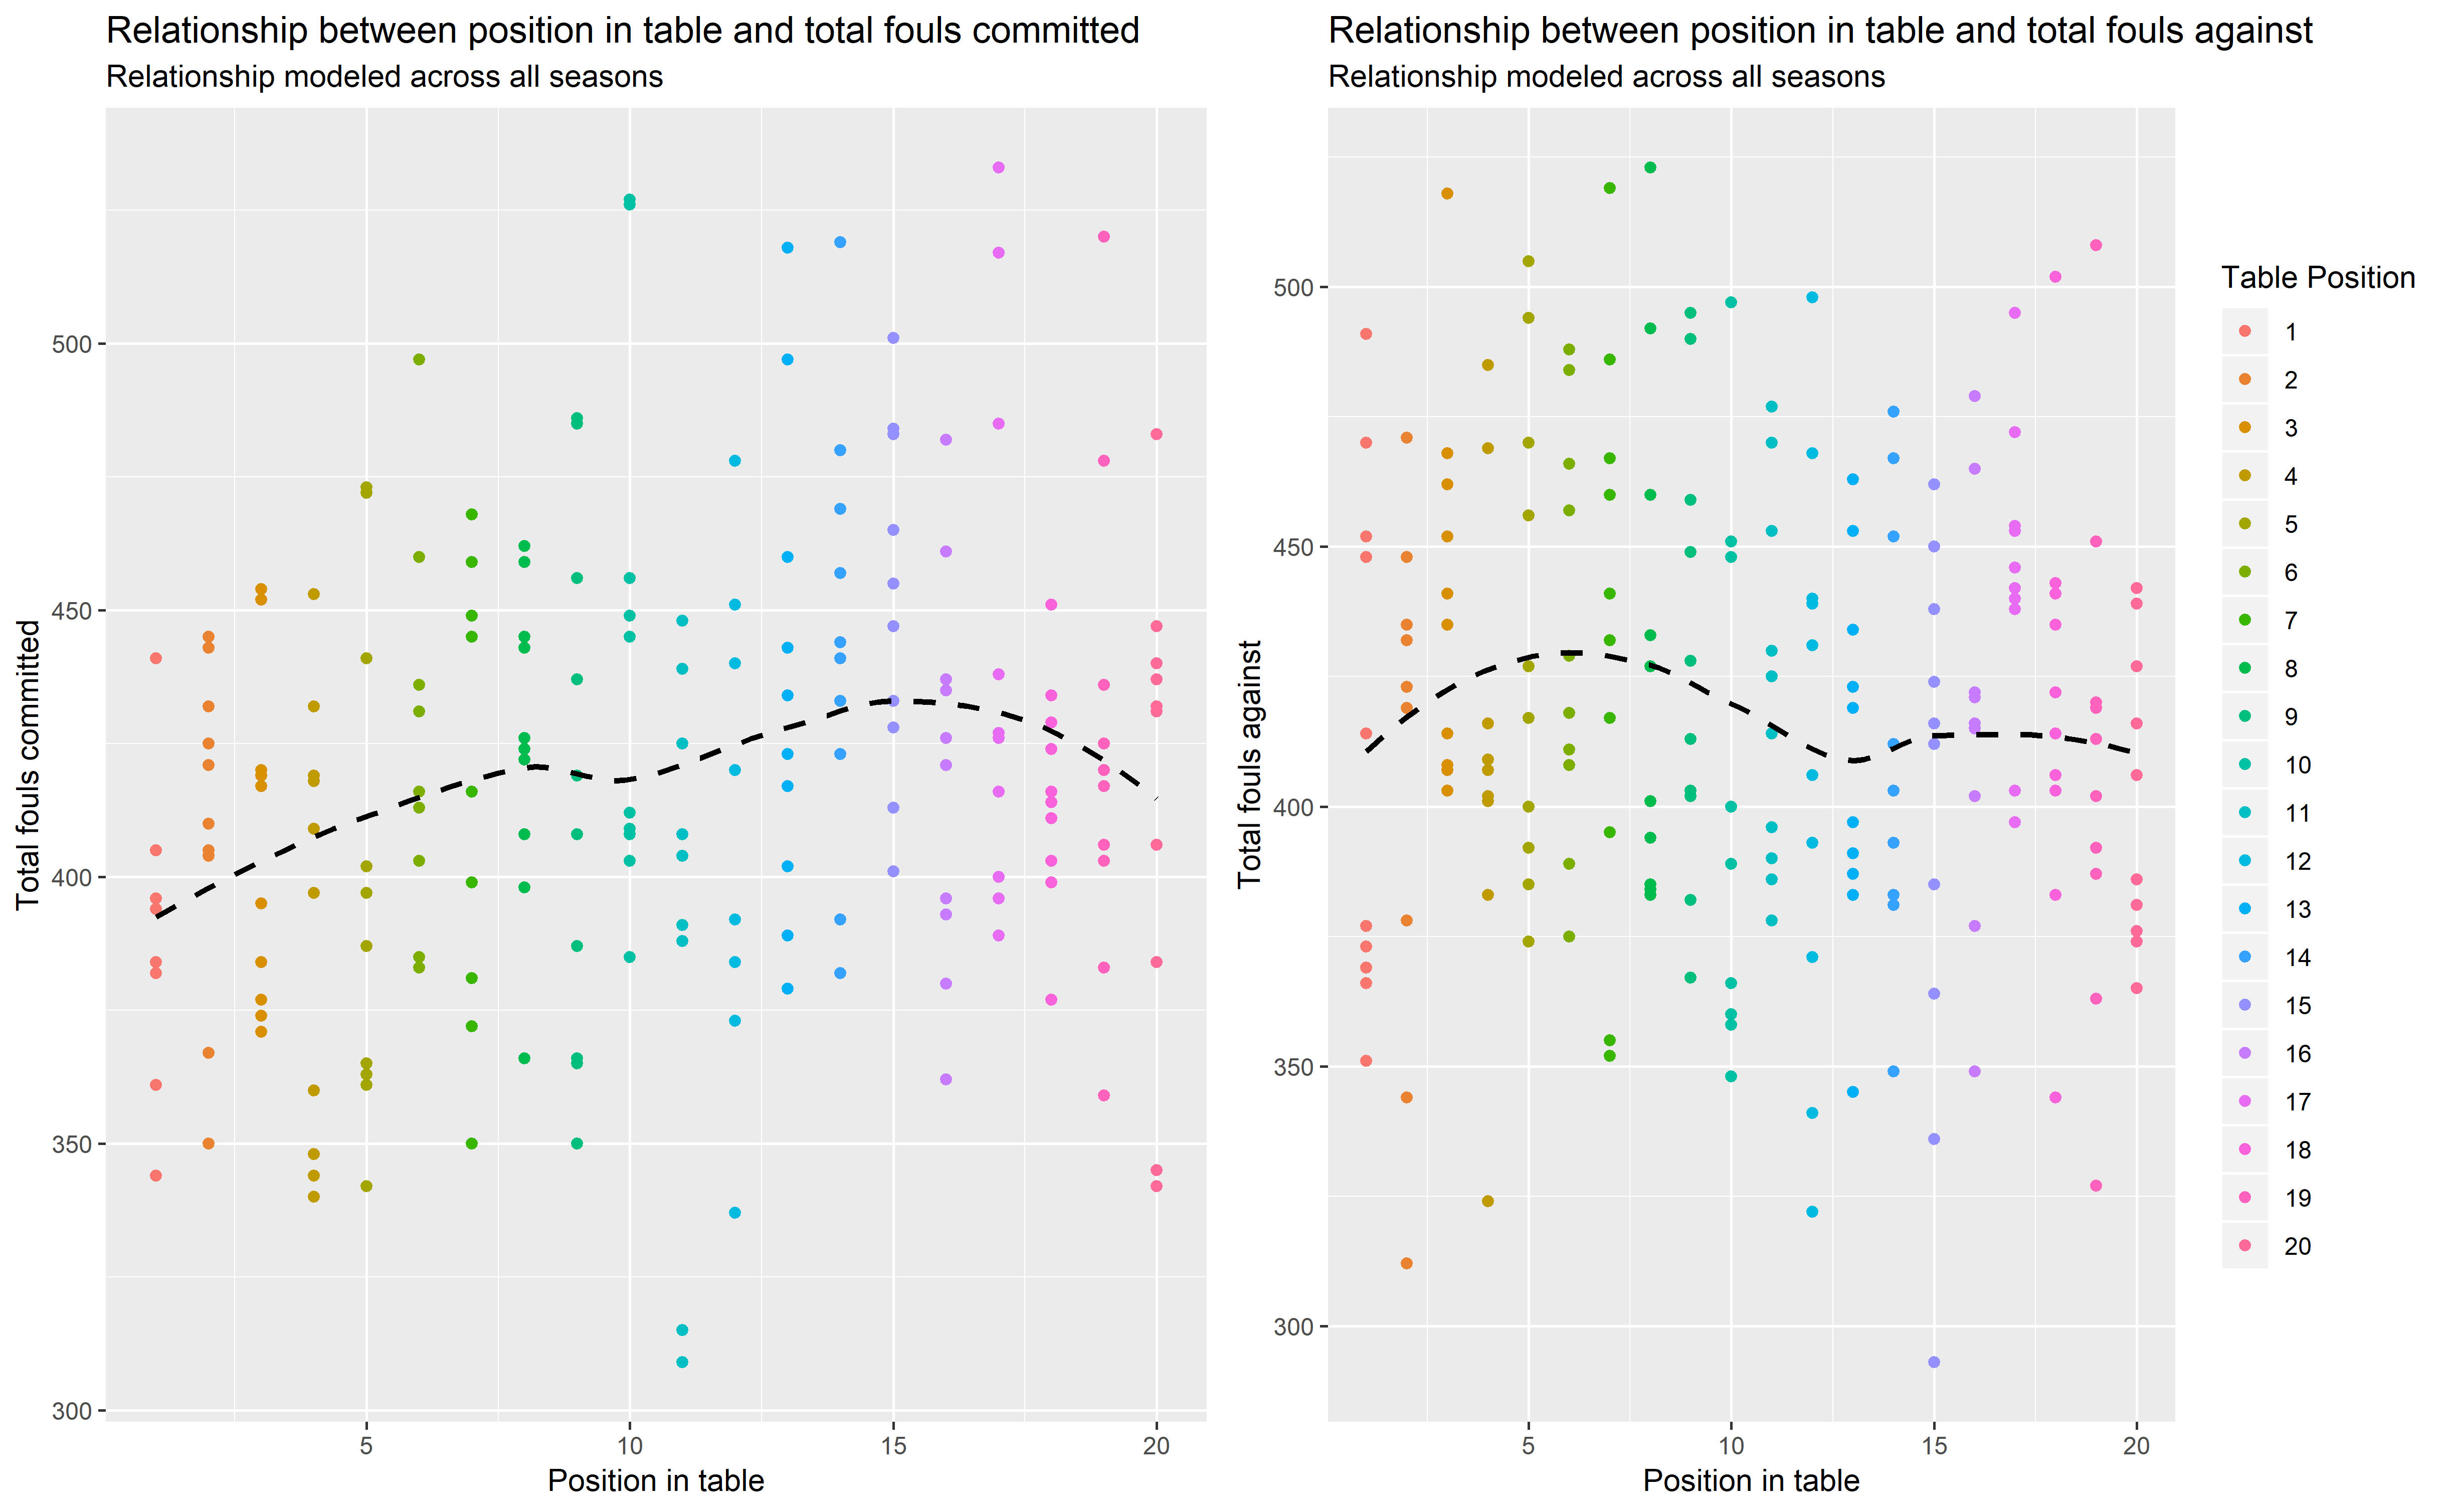 Relationship between position in table and total fouls committed
Relationship modeled across all seasons
Total fouls committed
500
450
400
350
300
5 10 15 20
Position in table
Relationship between position in table and total fouls against
Relationship modeled across all seasons
Total fouls against
500
450
400
350
300
5 10 15 20
Position in table
Table Position
1
2
3
4
5
6
7
8
9
10
11
12
13
14
15
16
17
18
19
20